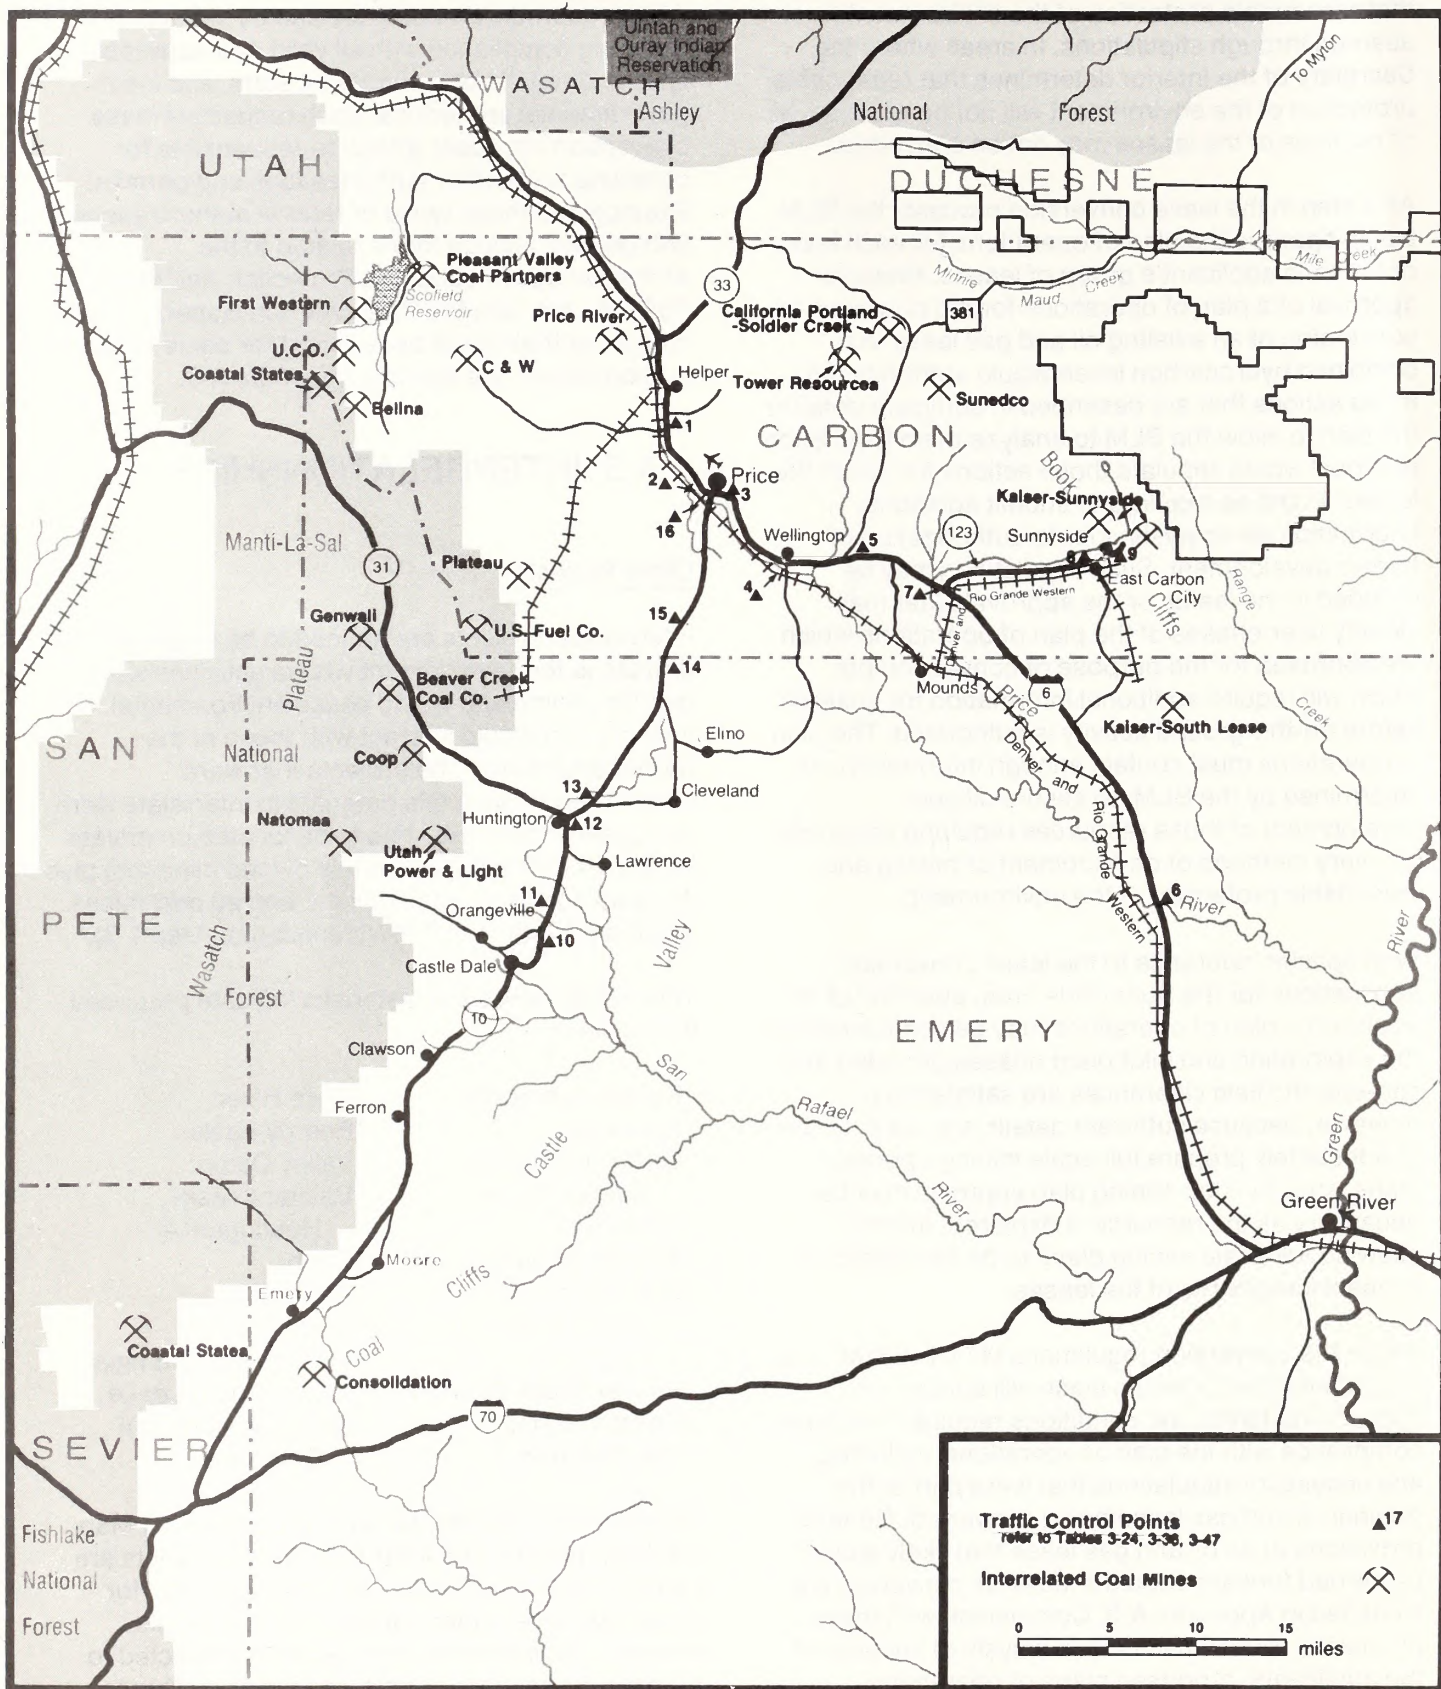 Uintah and
Ouray Indian
Reservation
WASATCH
Ashley
National
Forest
To Myton
UTAH
DUCHESNE
Pleasant Valley
Coal Partners
Scofield
Reservoir
First Western
Price River
33
California Portland
-Soldier Creek
381
Minnie
Maud
Creek
Nine
Mile
Creek
U.C.O.
Coastal States
C & W
Helper
Tower Resources
Sunedco
Belina
1
CARBON
Price
2
3
16
Book
Kaiser-Sunnyside
Wellington
5
123
Sunnyside
8
9
Manti-La-Sal
31
Plateau
4
7
Rio Grande Western
East Carbon
City
Cliffs
Range
Genwall
U.S. Fuel Co.
15
Denver and
14
Mounds
6
Plateau
Beaver Creek
Coal Co.
Price
Kaiser-South Lease
Creek
SAN
National
Coop
Elmo
Denver
and
Rio Grande
Western
13
Cleveland
Huntington
12
Natomas
Utah
Power & Light
Lawrence
11
Orangeville
6
River
PETE
Wasatch
10
Valley
River
Castle Dale
Forest
10
EMERY
Clawson
San
Rafael
River
Ferron
Castle
Green
Green River
Moore
Cliffs
Emery
Coastal States
Coal
Consolidation
70
SEVIER
Fishlake
National
Forest
Traffic Control Points
17
refer to Tables 3-24, 3-36, 3-47
Interrelated Coal Mines
0 5 10 15
miles